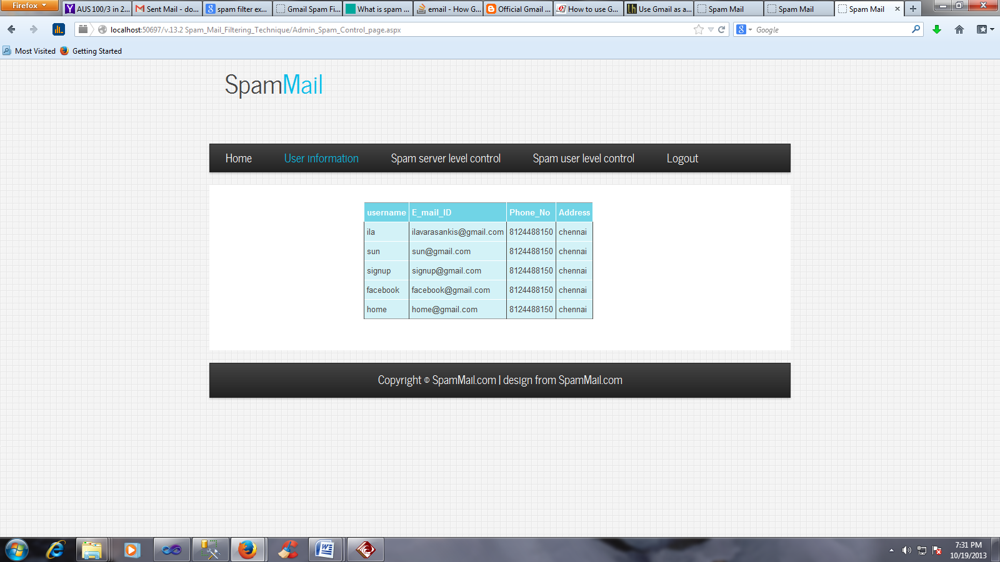 Firefox
AUS 100/3 in 2... Sent Mail - do... spam filter ex... Gmail Spam Fi... What is spam ... email - How G... Official Gmail ... How to use G... Use Gmail as a... Spam Mail Spam Mail Spam Mail
localhost:50697/v.13.2 Spam_Mail_Filtering_Technique/Admin_Spam_Control_page.aspx Google
Most Visited Getting Started
SpamMail
Home User information Spam server level control Spam user level control Logout
username E_mail_ID Phone_No Address
ila ilavarasankis@gmail.com 8124488150 chennai
sun sun@gmail.com 8124488150 chennai
signup signup@gmail.com 8124488150 chennai
facebook facebook@gmail.com 8124488150 chennai
home home@gmail.com 8124488150 chennai
Copyright © SpamMail.com | design from SpamMail.com
7:31 PM
10/19/2013